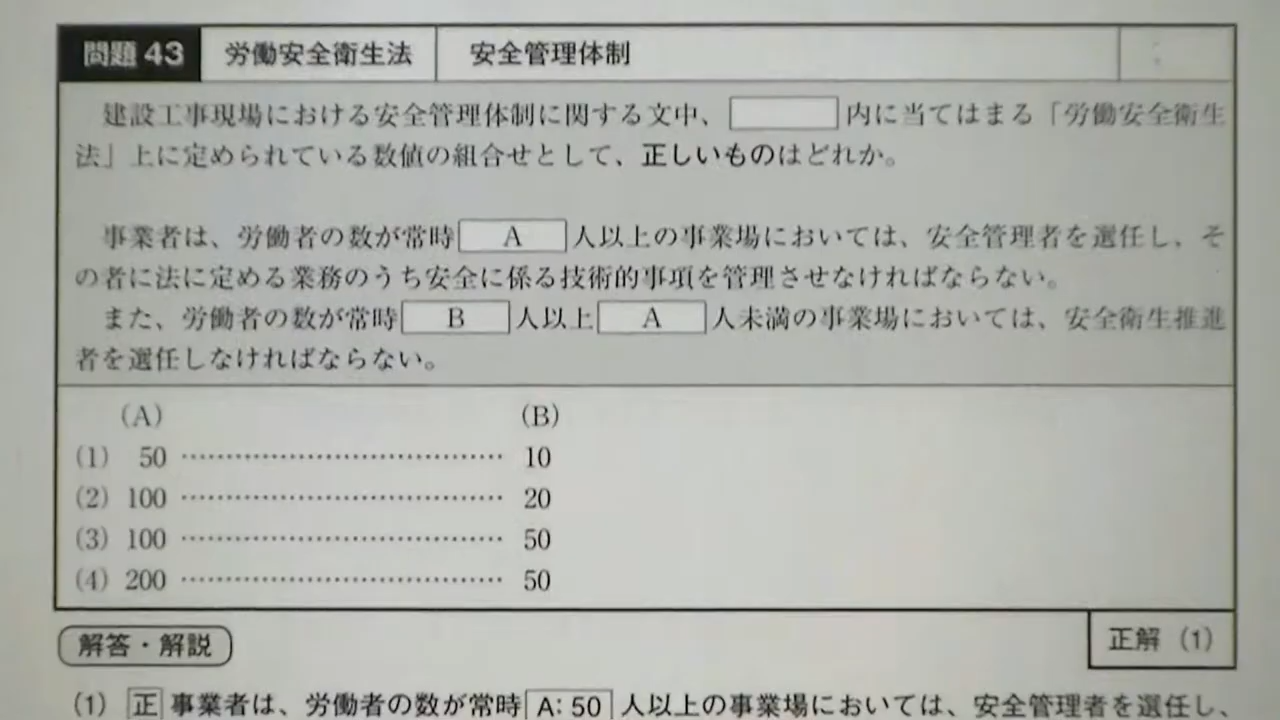 問題 43 労働安全衛生法 安全管理体制
建設工事現場における安全管理体制に関する文中、 内に当てはまる「労働安全衛生
法」上に定められている数値の組合せとして、正しいものはどれか。
事業者は、労働者の数が常時 A 人以上の事業場においては、安全管理者を選任し、そ
の者に法に定める業務のうち安全に係る技術的事項を管理させなければならない。
また、労働者の数が常時 B 人以上 A 人未満の事業場においては、安全衛生推進
者を選任しなければならない。
(A) (B)
(1) 50 ……………………………… 10
(2) 100 ……………………………… 20
(3) 100 ……………………………… 50
(4) 200 ……………………………… 50
解答・解説 正解 (1)
(1) 正 事業者は、労働者の数が常時 A: 50 人以上の事業場においては、安全管理者を選任し、